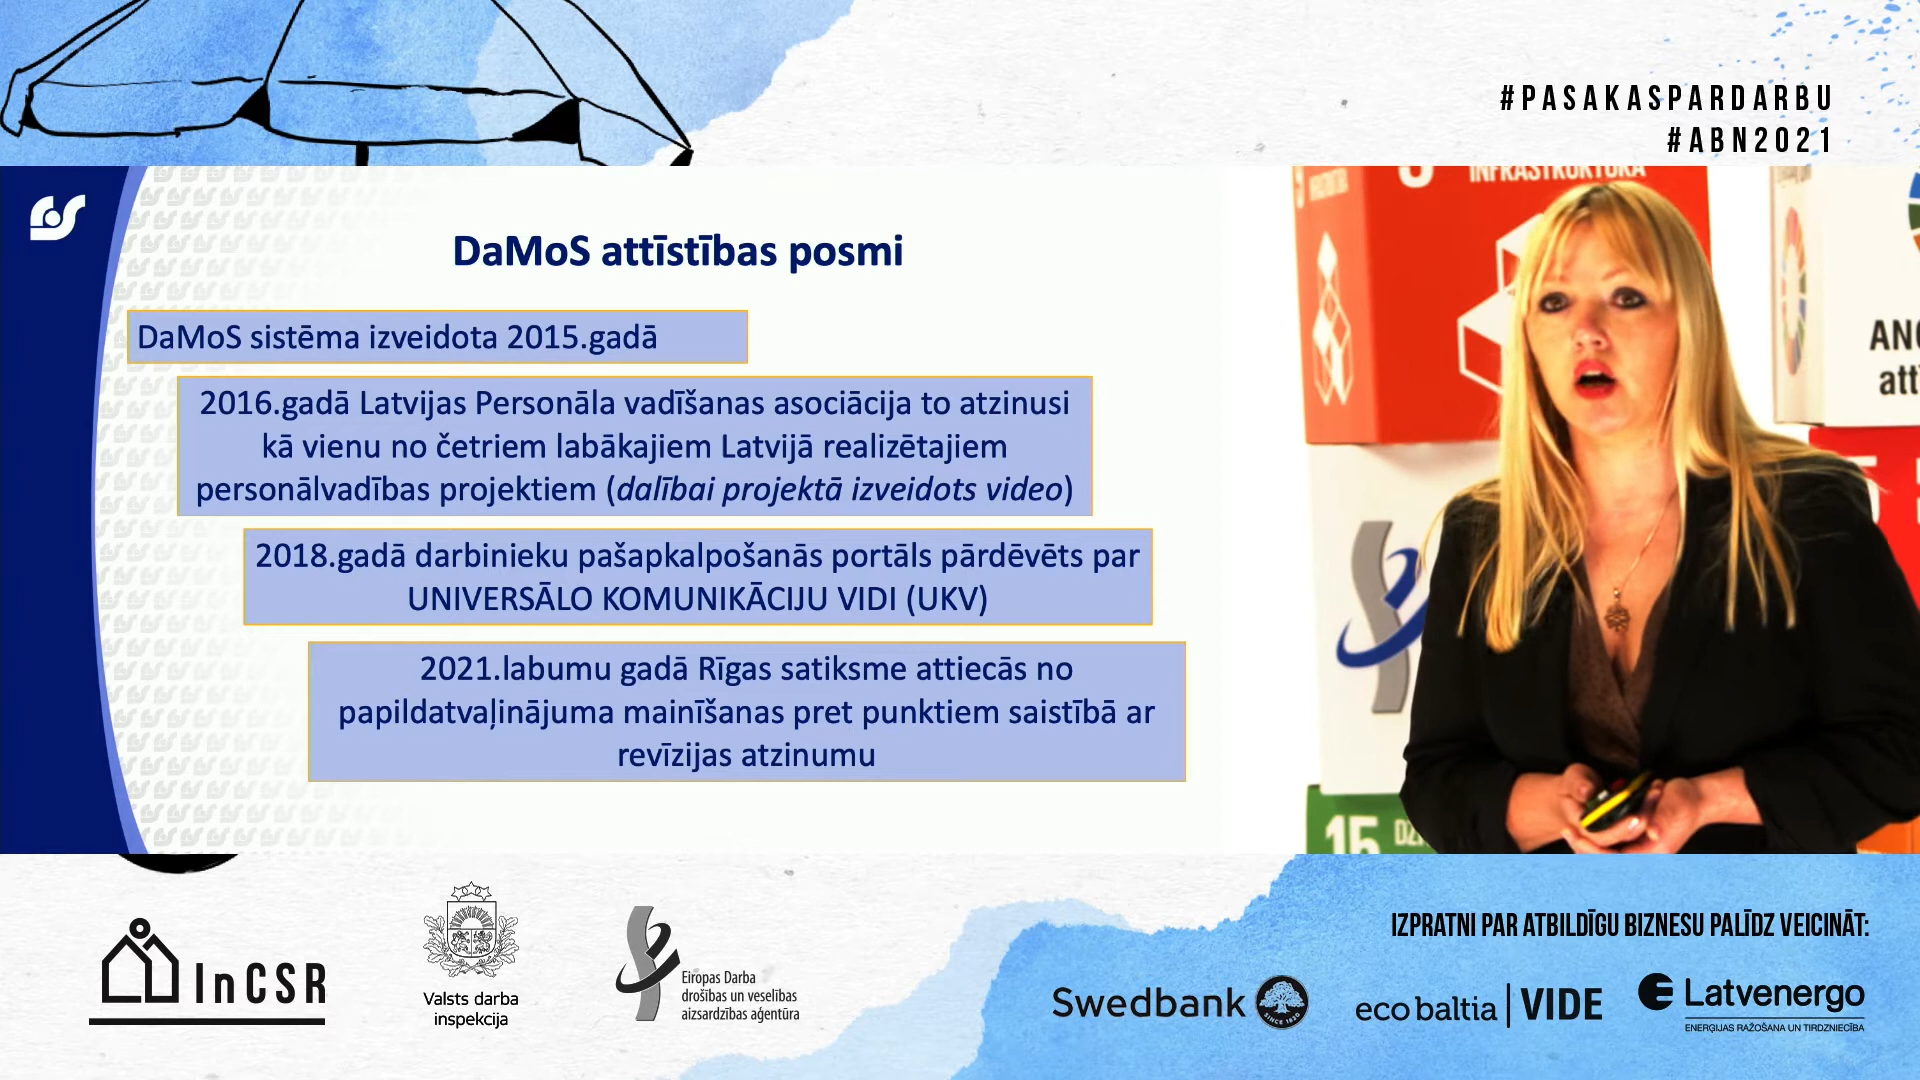 #PASAKASPARDARBU
#ABN2021
INFRASTRUKTŪRA
DaMoS attīstības posmi
DaMoS sistēma izveidota 2015.gadā
2016.gadā Latvijas Personāla vadīšanas asociācija to atzinusi
kā vienu no četriem labākajiem Latvijā realizētajiem
personālvadības projektiem (dalībai projektā izveidots video)
2018.gadā darbinieku pašapkalpošanās portāls pārdēvēts par
UNIVERSĀLO KOMUNIKĀCIJU VIDI (UKV)
2021.labumu gadā Rīgas satiksme attiecās no
papildatvaļinājuma mainīšanas pret punktiem saistībā ar
revīzijas atzinumu
15
InCSR
Valsts darba
inspekcija
Eiropas Darba
drošības un veselības
aizsardzības aģentūra
IZPRATNI PAR ATBILDĪGU BIZNESU PALĪDZ VEICINĀT:
Swedbank
SINCE 1820
eco baltia | VIDE
Latvenergo
ENERĢIJAS RAŽOŠANA UN TIRDZNIECĪBA